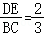 DE/BC = 2/3